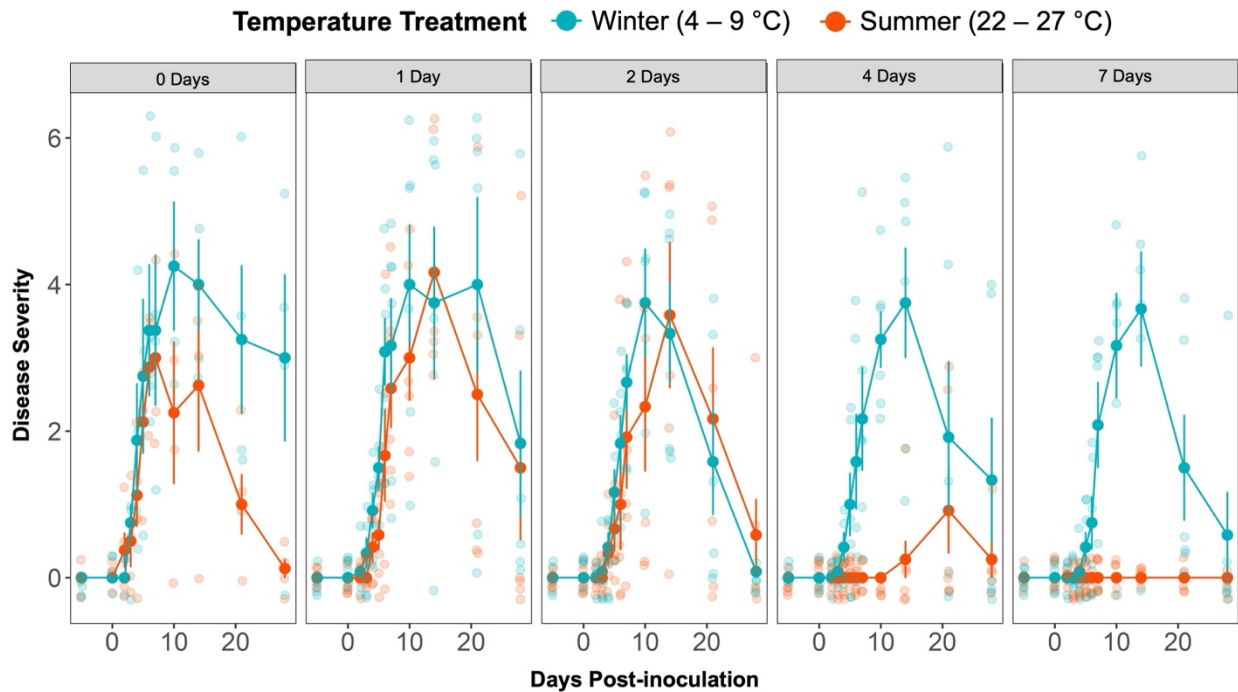 Temperature Treatment Winter (4 – 9 °C) Summer (22 – 27 °C)
0 Days 1 Day 2 Days 4 Days 7 Days
6
4
2
0
Disease Severity
0 10 20 0 10 20 0 10 20 0 10 20 0 10 20
Days Post-inoculation